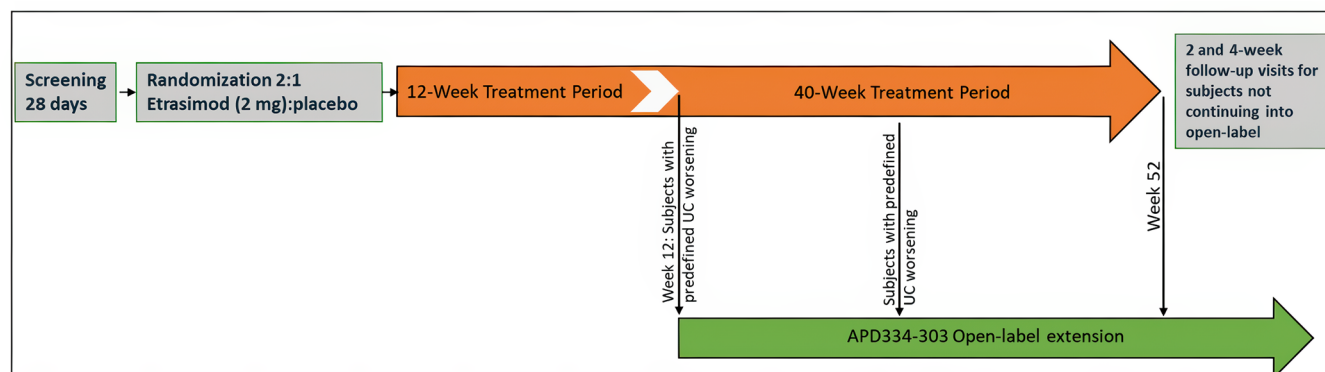 Screening
28 days
Randomization 2:1
Etrasimod (2 mg):placebo
12-Week Treatment Period
40-Week Treatment Period
2 and 4-week
follow-up visits for
subjects not
continuing into
open-label
Week 12: Subjects with
predefined UC worsening
Subjects with predefined
UC worsening
Week 52
APD334-303 Open-label extension